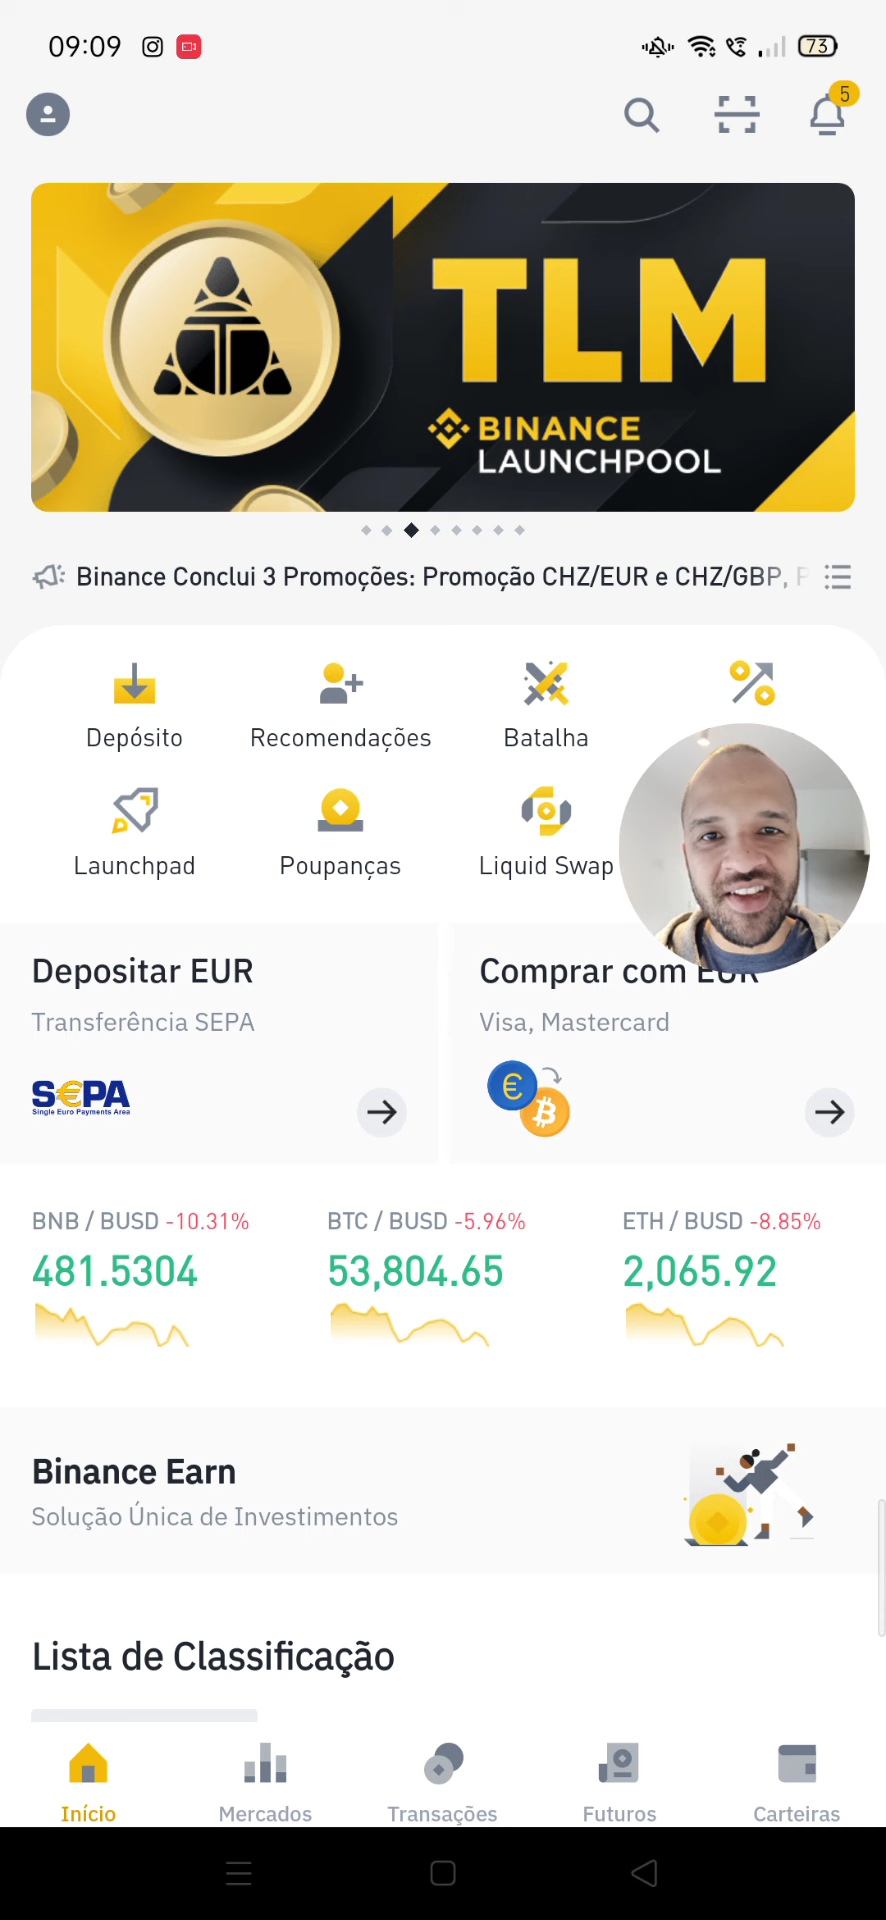 09:09
73
5
TLM
BINANCE
LAUNCHPOOL
Binance Conclui 3 Promoções: Promoção CHZ/EUR e CHZ/GBP,
Depósito Recomendações Batalha
Launchpad Poupanças Liquid Swap
Depositar EUR
Transferência SEPA
S€PA
Single Euro Payments Area
Comprar com EUR
Visa, Mastercard
BNB / BUSD -10.31%
481.5304
BTC / BUSD -5.96%
53,804.65
ETH / BUSD -8.85%
2,065.92
Binance Earn
Solução Única de Investimentos
Lista de Classificação
Início Mercados Transações Futuros Carteiras